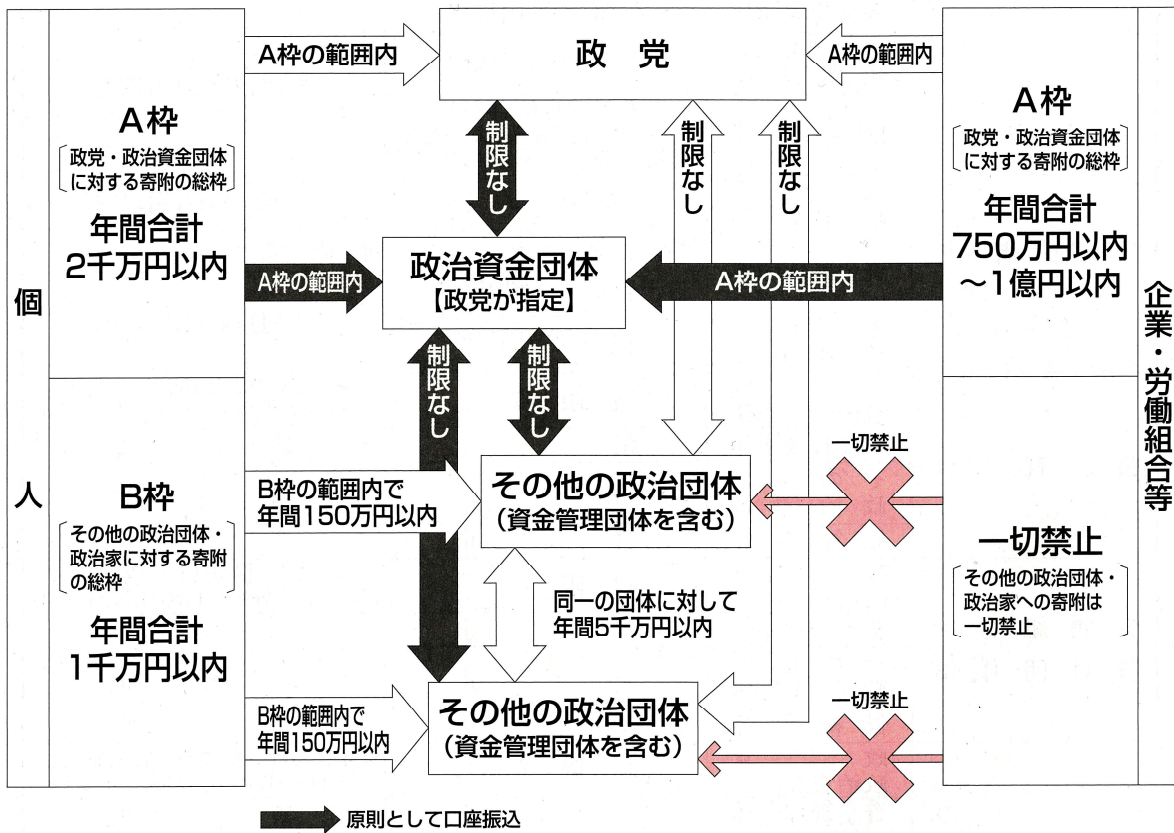 個人
A枠
政党・政治資金団体
に対する寄附の総枠
年間合計
2千万円以内
B枠
その他の政治団体・
政治家に対する寄附
の総枠
年間合計
1千万円以内
A枠の範囲内
政 党
A枠の範囲内
制限なし
制限なし
制限なし
A枠の範囲内
政治資金団体
【政党が指定】
A枠の範囲内
制限なし
制限なし
B枠の範囲内で
年間150万円以内
その他の政治団体
(資金管理団体を含む)
一切禁止
同一の団体に対して
年間5千万円以内
B枠の範囲内で
年間150万円以内
その他の政治団体
(資金管理団体を含む)
一切禁止
A枠
政党・政治資金団体
に対する寄附の総枠
年間合計
750万円以内
〜1億円以内
一切禁止
その他の政治団体・
政治家への寄附は
一切禁止
企業・労働組合等
原則として口座振込